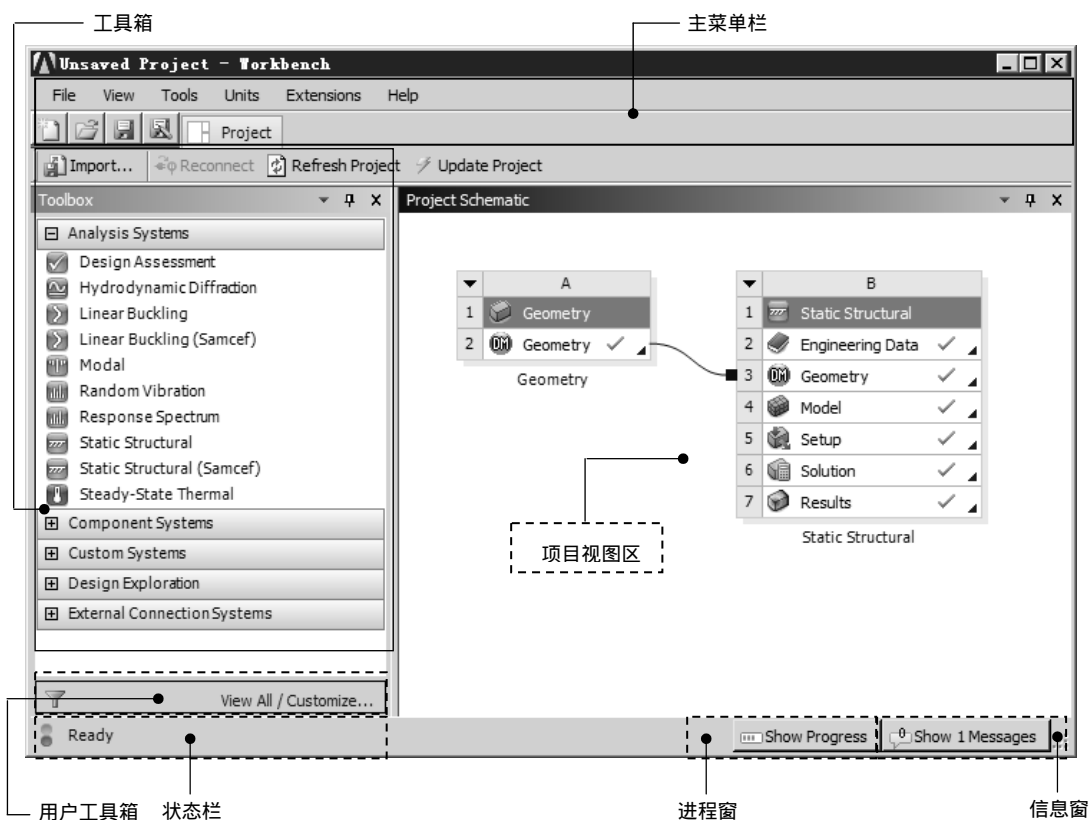 工具箱
主菜单栏
Unsaved Project - Workbench
File View Tools Units Extensions Help
Project
Import... Reconnect Refresh Project Update Project
Toolbox
Project Schematic
Analysis Systems
Design Assessment
Hydrodynamic Diffraction
Linear Buckling
Linear Buckling (Samcef)
Modal
Random Vibration
Response Spectrum
Static Structural
Static Structural (Samcef)
Steady-State Thermal
Component Systems
Custom Systems
Design Exploration
External Connection Systems
A
1 Geometry
2 DM Geometry
Geometry
B
1 Static Structural
2 Engineering Data
3 DM Geometry
4 Model
5 Setup
6 Solution
7 Results
Static Structural
项目视图区
View All / Customize...
Ready
Show Progress
0 Show 1 Messages
用户工具箱
状态栏
进程窗
信息窗